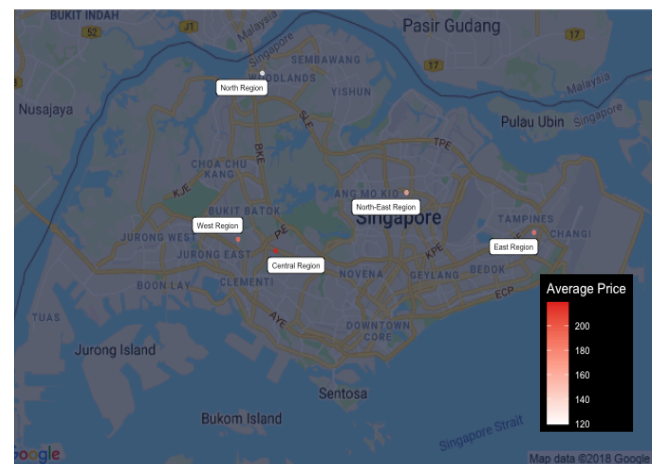 BUKIT INDAH
52
J1
Malaysia
Singapore
Pasir Gudang
17
SEMBAWANG
WOODLANDS
North Region
YISHUN
17
Malaysia
Nusajaya
Pulau Ubin
Singapore
SLE
BKE
TPE
CHOA CHU
KANG
KJE
ANG MO KIO
North-East Region
BUKIT BATOK
Singapore
West Region
PIE
TAMPINES
CHANGI
JURONG WEST
East Region
JURONG EAST
KPE
Central Region
NOVENA
GEYLANG
BEDOK
BOON LAY
CLEMENTI
ECP
Average Price
TUAS
AYE
DOWNTOWN
CORE
200
180
160
140
120
Jurong Island
Sentosa
Bukom Island
Singapore Strait
Google
Map data ©2018 Google